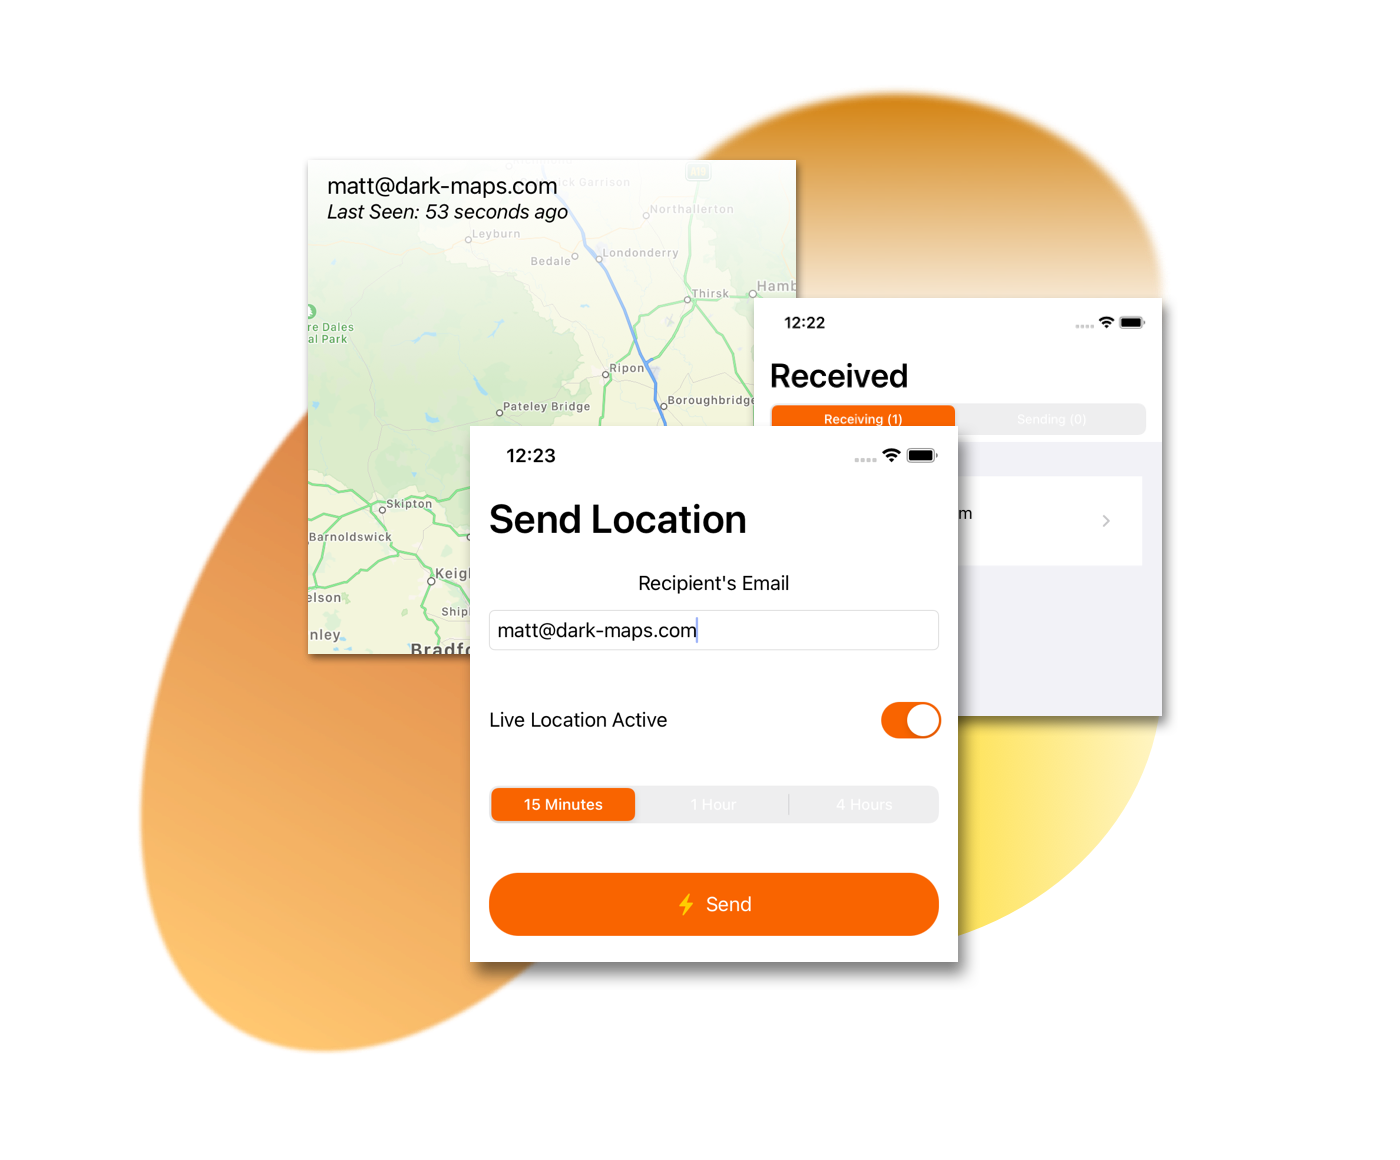 matt@dark-maps.com
Last Seen: 53 seconds ago
Garrison
A19
Northallerton
Leyburn
Bedale
Londonderry
Thirsk
Hamb
re Dales
al Park
Ripon
Pateley Bridge
Boroughbridge
Skipton
Barnoldswick
Keigl
elson
Shipl
nley
Bradfo
12:22
Received
Receiving (1)
Sending (0)
m
12:23
Send Location
Recipient's Email
matt@dark-maps.com
Live Location Active
15 Minutes
1 Hour
4 Hours
Send